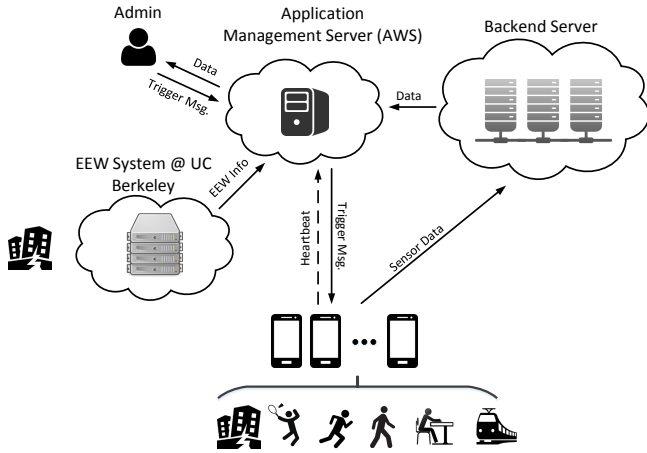 Admin
Application
Management Server (AWS)
Backend Server
Data
Trigger Msg.
Data
EEW System @ UC
Berkeley
EEW Info
Heartbeat
Trigger Msg.
Sensor Data